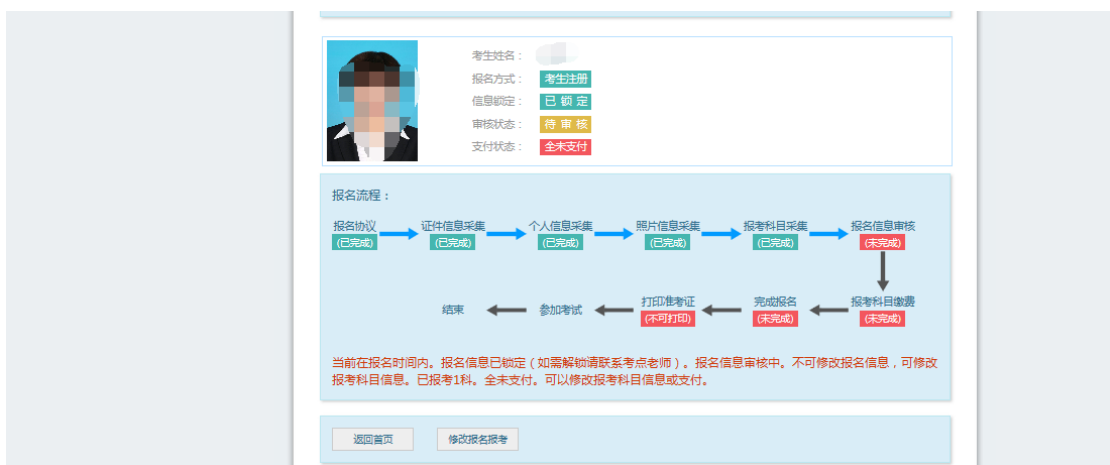 考生姓名：
报名方式： 考生注册
信息锁定： 已 锁 定
审核状态： 待 审 核
支付状态： 全未支付
报名流程：
报名协议 证件信息采集 个人信息采集 照片信息采集 报考科目采集 报名信息审核
(已完成) (已完成) (已完成) (已完成) (已完成) (未完成)
结束 参加考试 打印准考证 完成报名 报考科目缴费
(不可打印) (未完成) (未完成)
当前在报名时间内。报名信息已锁定（如需解锁请联系考点老师）。报名信息审核中。不可修改报名信息，可修改
报考科目信息。已报考1科。全未支付。可以修改报考科目信息或支付。
返回首页 修改报名报考